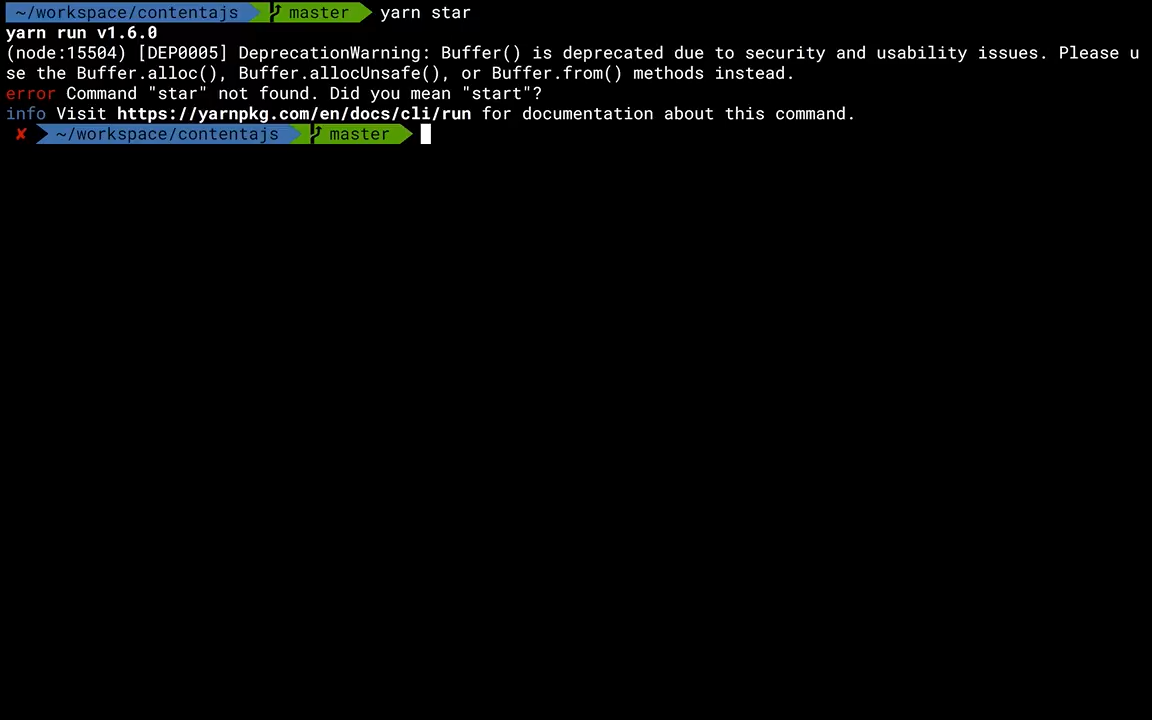 ~/workspace/contentajs master yarn star
yarn run v1.6.0
(node:15504) [DEP0005] DeprecationWarning: Buffer() is deprecated due to security and usability issues. Please u
se the Buffer.alloc(), Buffer.allocUnsafe(), or Buffer.from() methods instead.
error Command "star" not found. Did you mean "start"?
info Visit https://yarnpkg.com/en/docs/cli/run for documentation about this command.
✘ ~/workspace/contentajs master